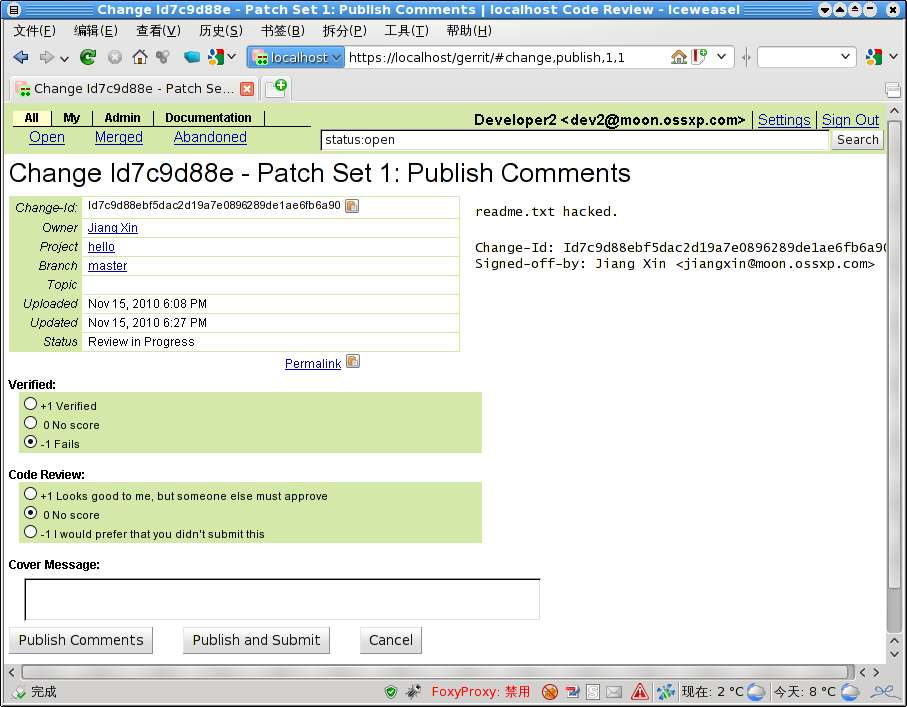 Change Id7c9d88e - Patch Set 1: Publish Comments | localhost Code Review - Iceweasel
文件(F) 编辑(E) 查看(V) 历史(S) 书签(B) 拆分(P) 工具(T) 帮助(H)
localhost https://localhost/gerrit/#change,publish,1,1
Change Id7c9d88e - Patch Se...
All My Admin Documentation Developer2 <dev2@moon.ossxp.com> Settings Sign Out
Open Merged Abandoned status:open Search
Change Id7c9d88e - Patch Set 1: Publish Comments
Change-Id: Id7c9d88ebf5dac2d19a7e0896289de1ae6fb6a90
Owner Jiang Xin
Project hello
Branch master
Topic
Uploaded Nov 15, 2010 6:08 PM
Updated Nov 15, 2010 6:27 PM
Status Review in Progress
Permalink
readme.txt hacked.
Change-Id: Id7c9d88ebf5dac2d19a7e0896289de1ae6fb6a90
Signed-off-by: Jiang Xin <jiangxin@moon.ossxp.com>
Verified:
+1 Verified
0 No score
-1 Fails
Code Review:
+1 Looks good to me, but someone else must approve
0 No score
-1 I would prefer that you didn't submit this
Cover Message:
Publish Comments Publish and Submit Cancel
完成 FoxyProxy: 禁用 现在: 2 °C 今天: 8 °C